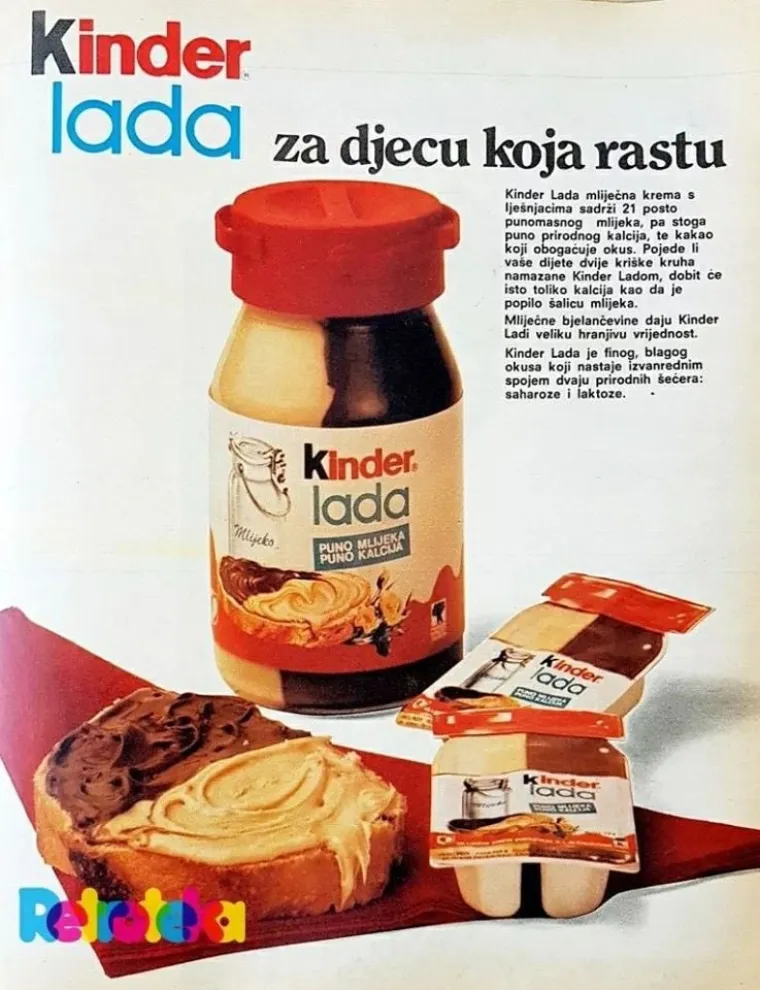 Kinder
lada
za djecu koja rastu
Kinder Lada mliječna krema s
lješnjacima sadrži 21 posto
punomasnog mlijeka, pa stoga
puno prirodnog kalcija, te kakao
koji obogaćuje okus. Pojede li
vaše dijete dvije kriške kruha
namazane Kinder Ladom, dobit će
isto toliko kalcija kao da je
popilo šalicu mlijeka.
Mliječne bjelančevine daju Kinder
Ladi veliku hranjivu vrijednost.
Kinder Lada je finog, blagog
okusa koji nastaje izvanrednim
spojem dvaju prirodnih šećera:
saharoze i laktoze.
Kinder®
lada
Mlijeko
PUNO MLIJEKA
PUNO KALCIJA
Kinder
lada
PUNO MLIJEKA
PUNO KALCIJA
Kinder
lada
PUNO MLIJEKA
PUNO KALCIJA
Retroteka